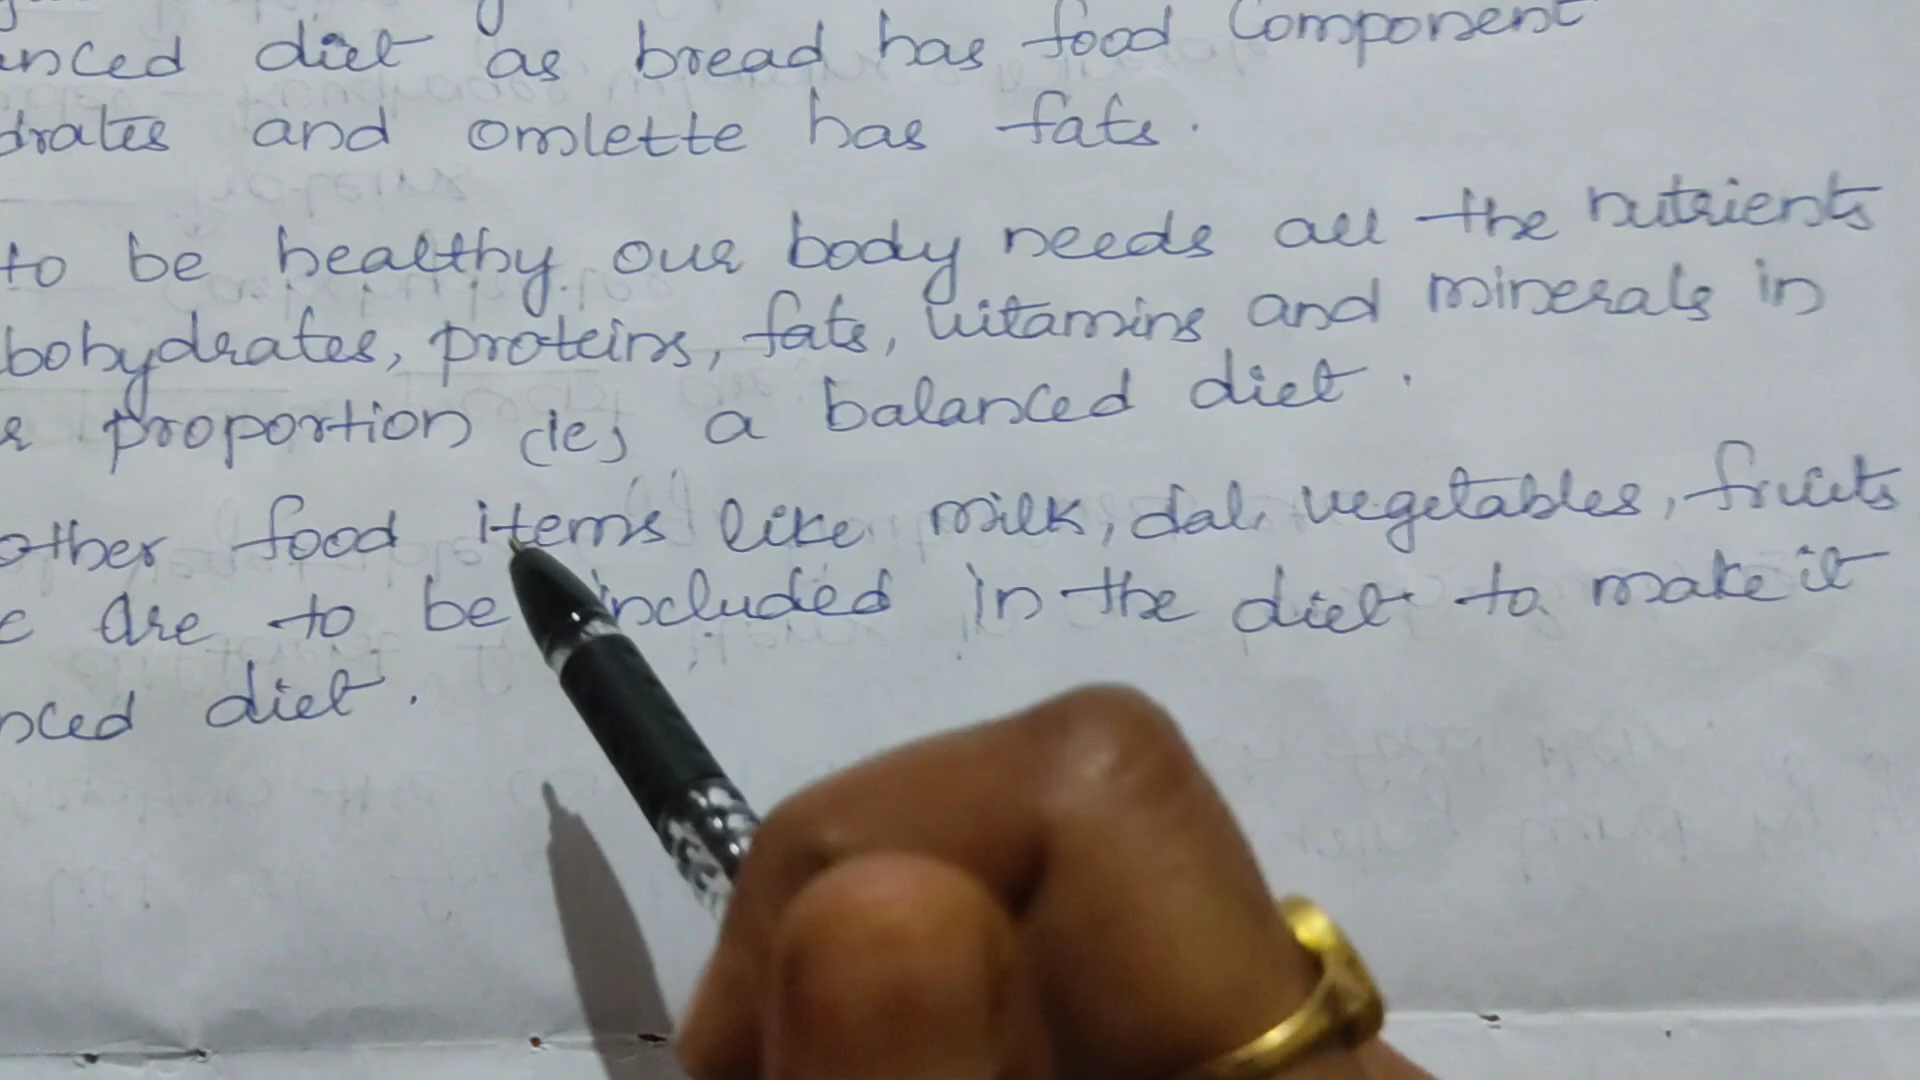 anced diet as bread has food Component
drates and omlette has fats.
to be healthy our body needs all the nutrients
bohydrates, proteins, fats, vitamins and minerals in
r proportion (ie) a balanced diet.
other food items like milk, dal, vegetables, fruits
c are to be included in the diet to make it
nced diet.